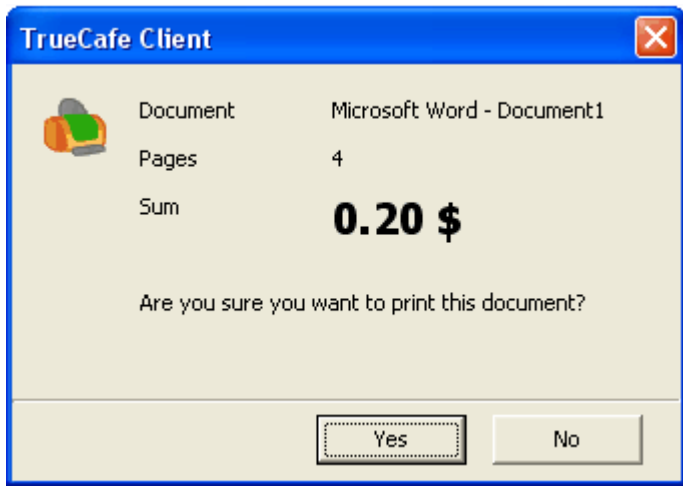 TrueCafe Client
Document Microsoft Word - Document1
Pages 4
Sum 0.20 $
Are you sure you want to print this document?
Yes No